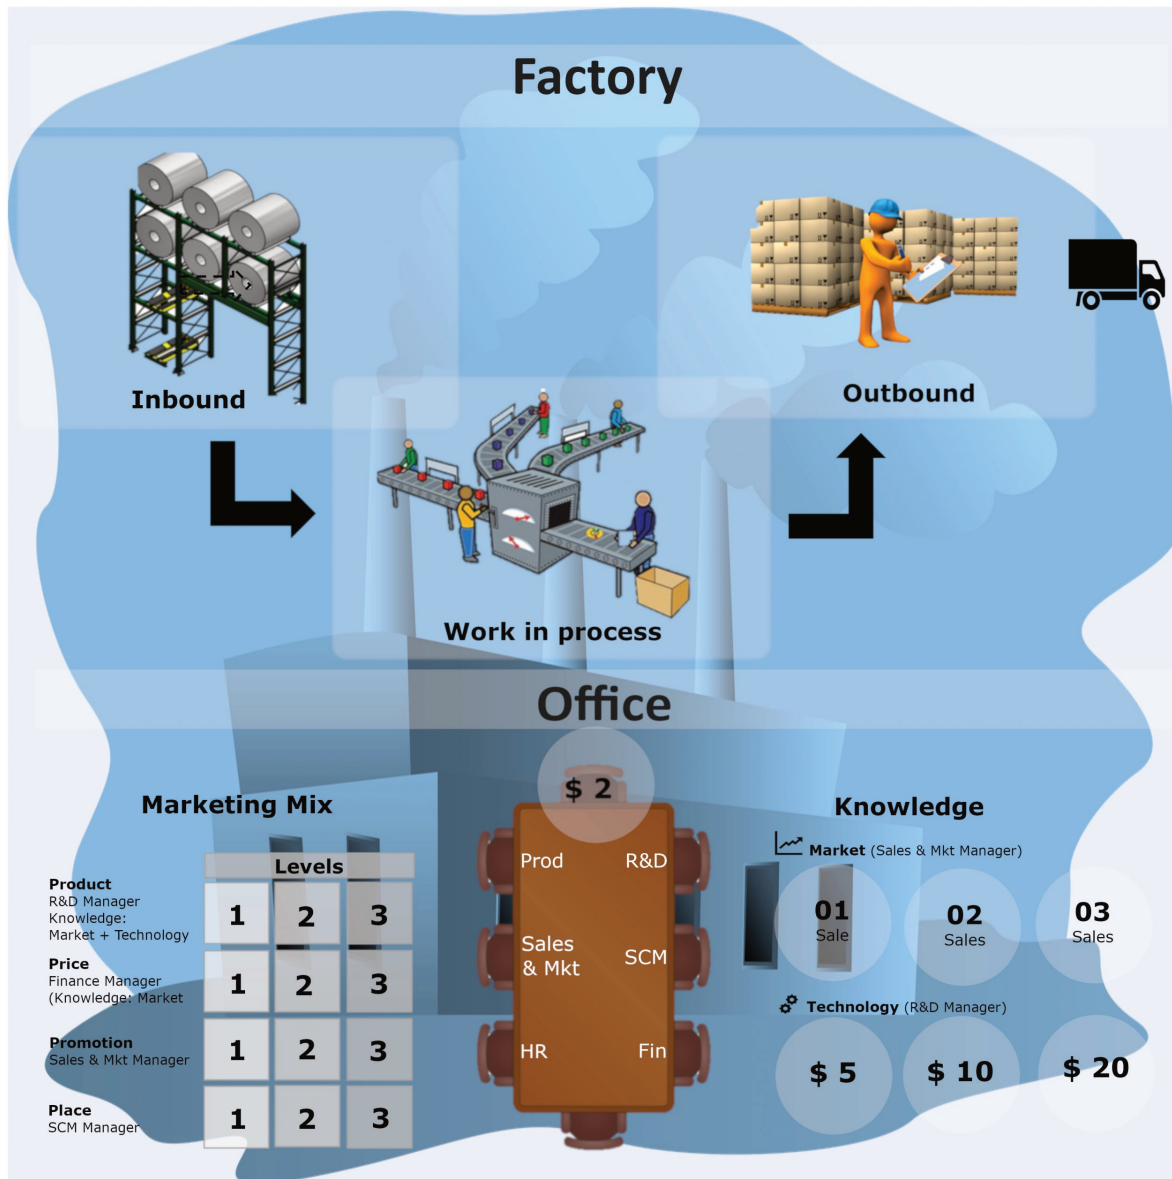 Factory
Inbound
Outbound
Work in process
Office
$ 2
Marketing Mix
Levels
Product
R&D Manager
Knowledge:
Market + Technology
1 2 3
Price
Finance Manager
(Knowledge: Market
1 2 3
Promotion
Sales & Mkt Manager
1 2 3
Place
SCM Manager
1 2 3
Prod R&D
Sales
& Mkt
SCM
HR Fin
Knowledge
Market (Sales & Mkt Manager)
01
Sale
02
Sales
03
Sales
Technology (R&D Manager)
$ 5 $ 10 $ 20